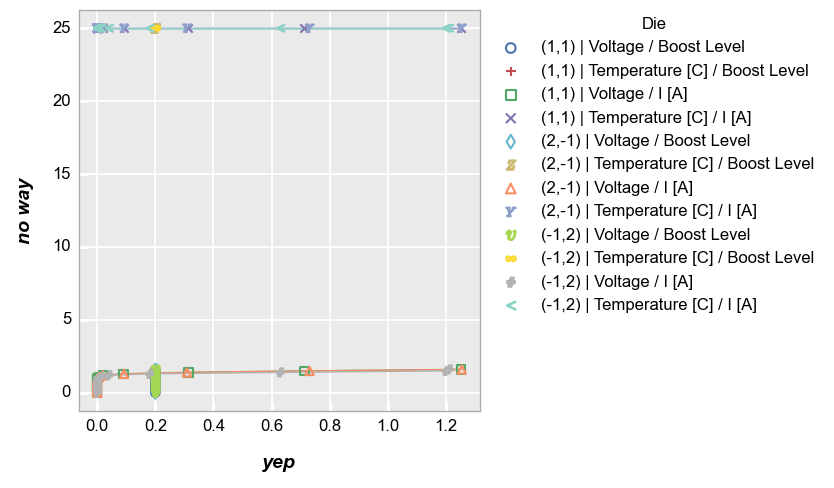 25
20
15
10
5
0
0.0 0.2 0.4 0.6 0.8 1.0 1.2
no way
yep
Die
(1,1) | Voltage / Boost Level
(1,1) | Temperature [C] / Boost Level
(1,1) | Voltage / I [A]
(1,1) | Temperature [C] / I [A]
(2,-1) | Voltage / Boost Level
(2,-1) | Temperature [C] / Boost Level
(2,-1) | Voltage / I [A]
(2,-1) | Temperature [C] / I [A]
(-1,2) | Voltage / Boost Level
(-1,2) | Temperature [C] / Boost Level
(-1,2) | Voltage / I [A]
(-1,2) | Temperature [C] / I [A]